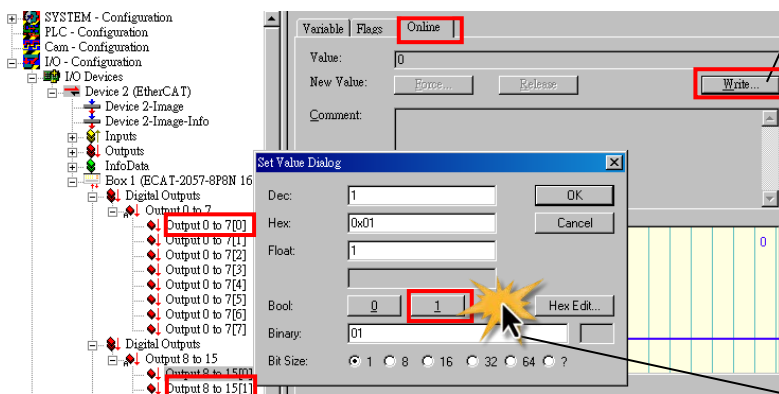 SYSTEM - Configuration
PLC - Configuration
Cam - Configuration
I/O - Configuration
I/O Devices
Device 2 (EtherCAT)
Device 2-Image
Device 2-Image-Info
Inputs
Outputs
InfoData
Box 1 (ECAT-2057-8P8N 16
Digital Outputs
Output 0 to 7
Output 0 to 7[0]
Output 0 to 7[1]
Output 0 to 7[2]
Output 0 to 7[3]
Output 0 to 7[4]
Output 0 to 7[5]
Output 0 to 7[6]
Output 0 to 7[7]
Digital Outputs
Output 8 to 15
Output 8 to 15[0]
Output 8 to 15[1]
Variable Flags Online
Value: 0
New Value: Force... Release Write...
Comment:
0
Set Value Dialog
Dec: 1 OK
Hex: 0x01 Cancel
Float: 1
Bool: 0 1 Hex Edit...
Binary: 01
Bit Size: 1 8 16 32 64 ?